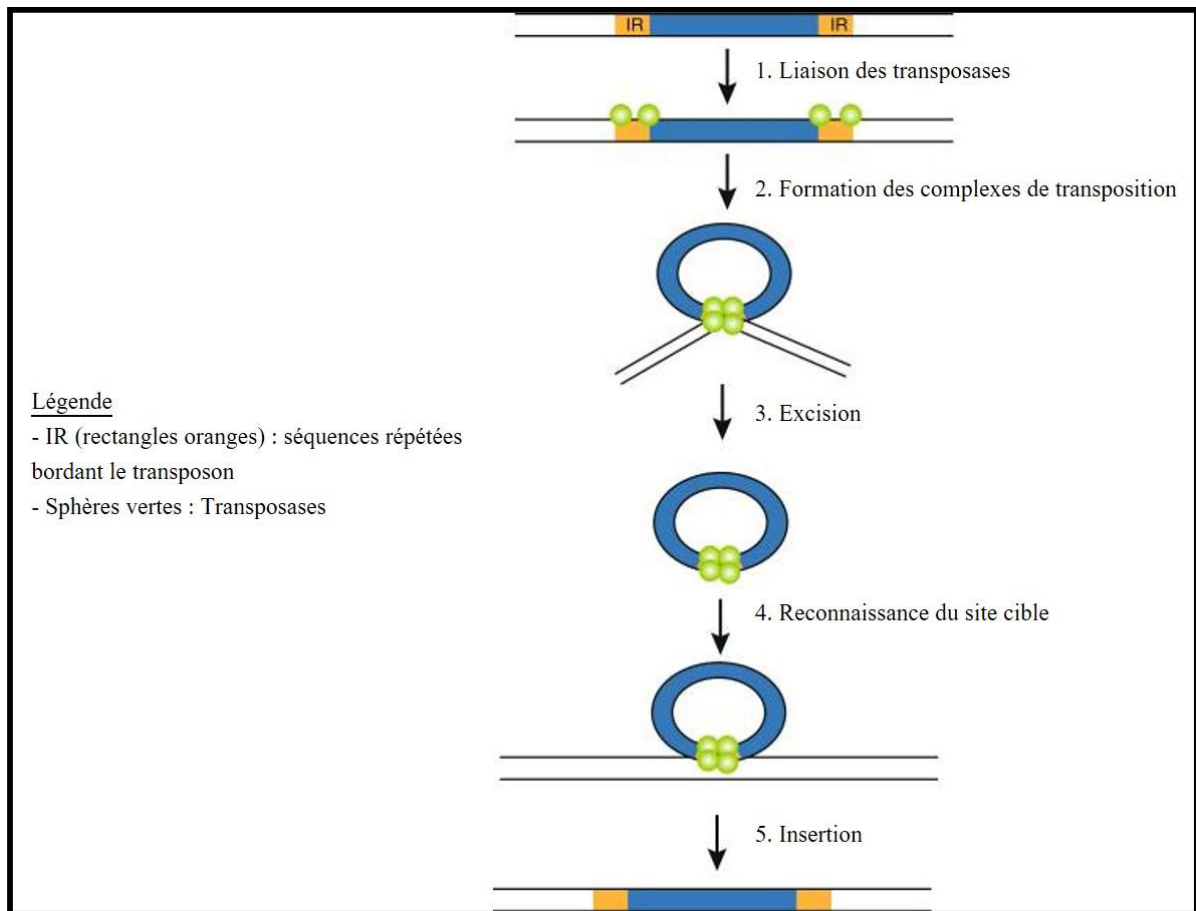 IR IR
1. Liaison des transposases
2. Formation des complexes de transposition
3. Excision
Légende
- IR (rectangles oranges) : séquences répétées
bordant le transposon
- Sphères vertes : Transposases
4. Reconnaissance du site cible
5. Insertion